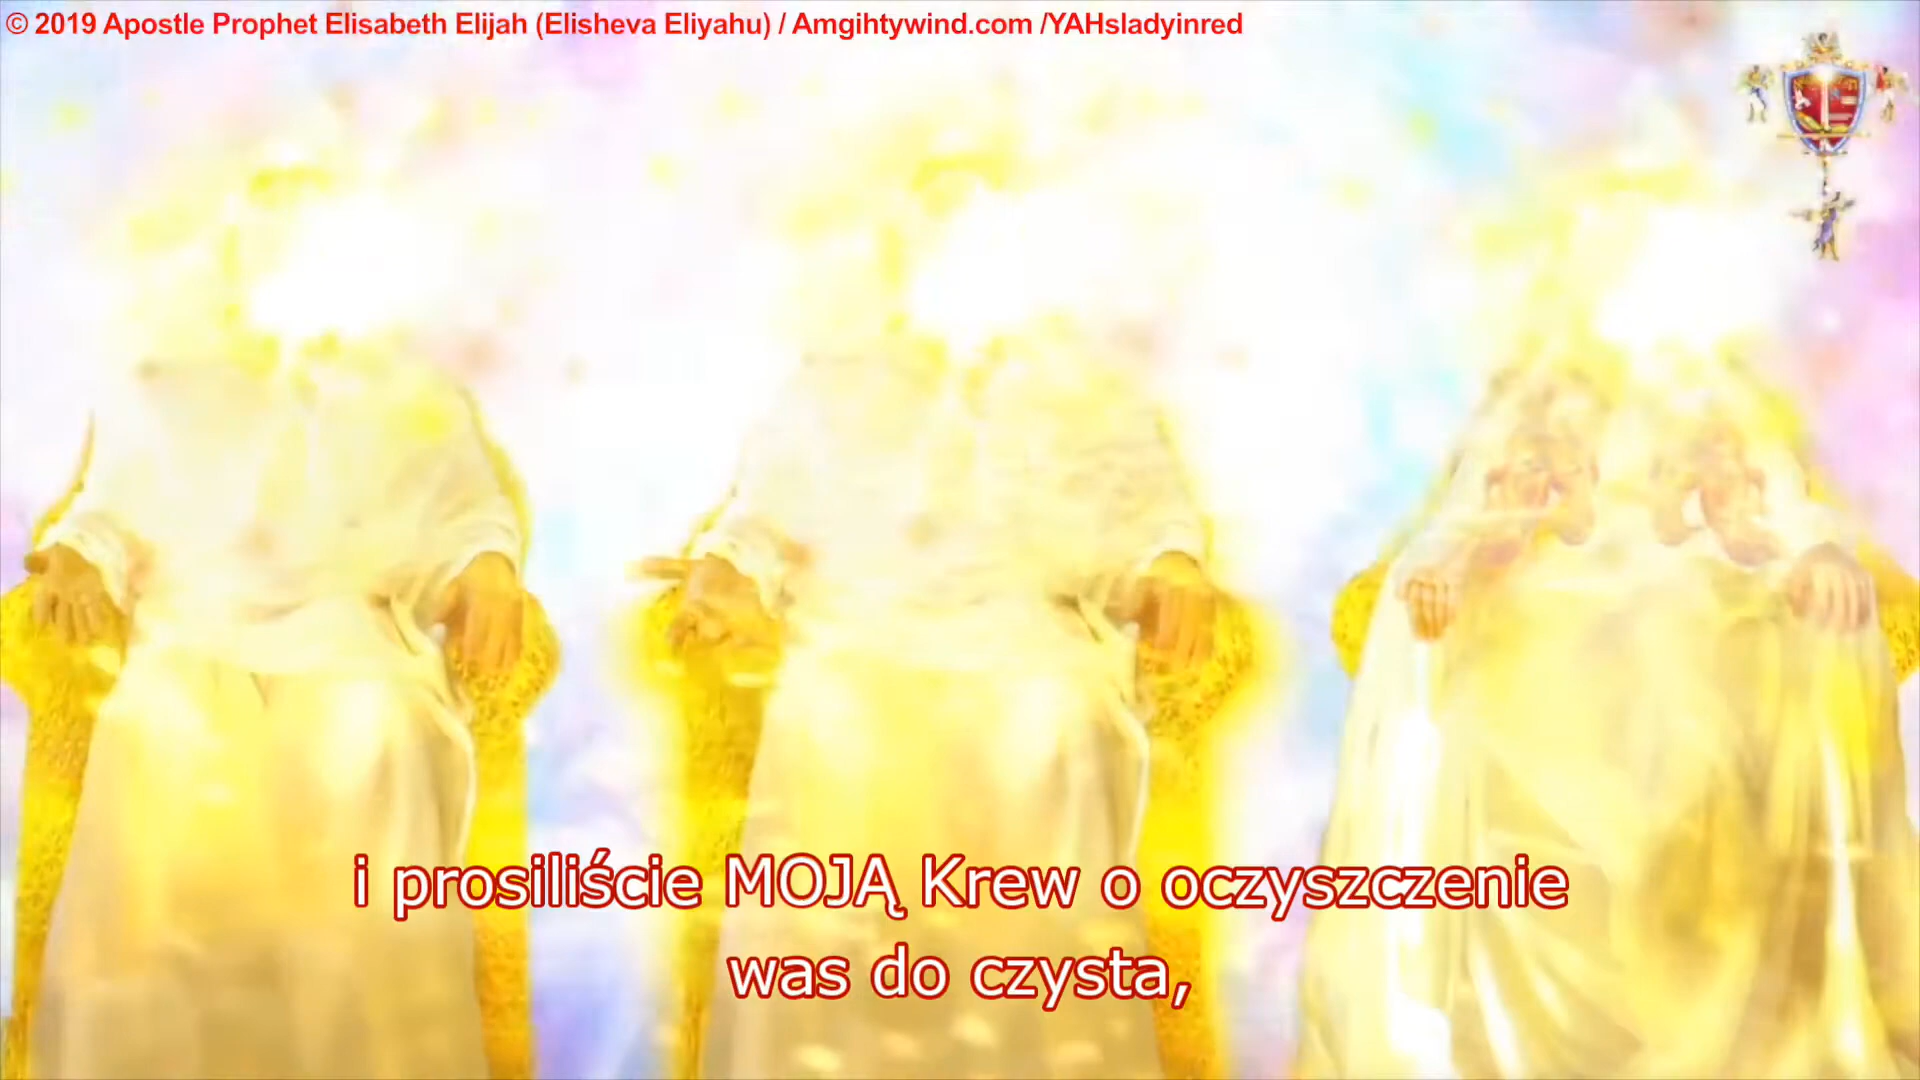 © 2019 Apostle Prophet Elisabeth Elijah (Elisheva Eliyahu) / Amgihtywind.com /YAHsladyinred
i prosiliście MOJĄ Krew o oczyszczenie
was do czysta,